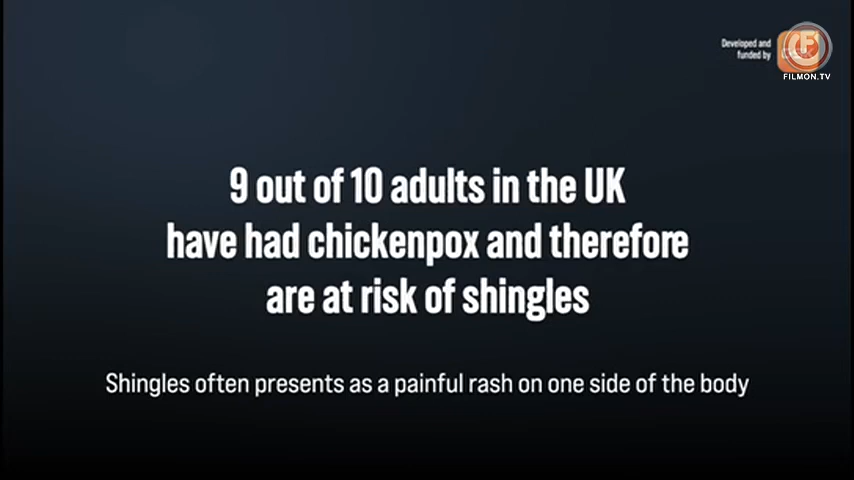 Developed and
funded by
FILMON.TV
9 out of 10 adults in the UK
have had chickenpox and therefore
are at risk of shingles
Shingles often presents as a painful rash on one side of the body